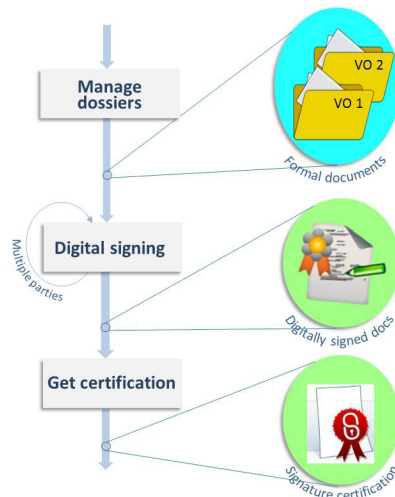 Manage
dossiers
VO 2
VO 1
Formal documents
Multiple parties
Digital signing
Digitally signed docs
Get certification
Signature certification